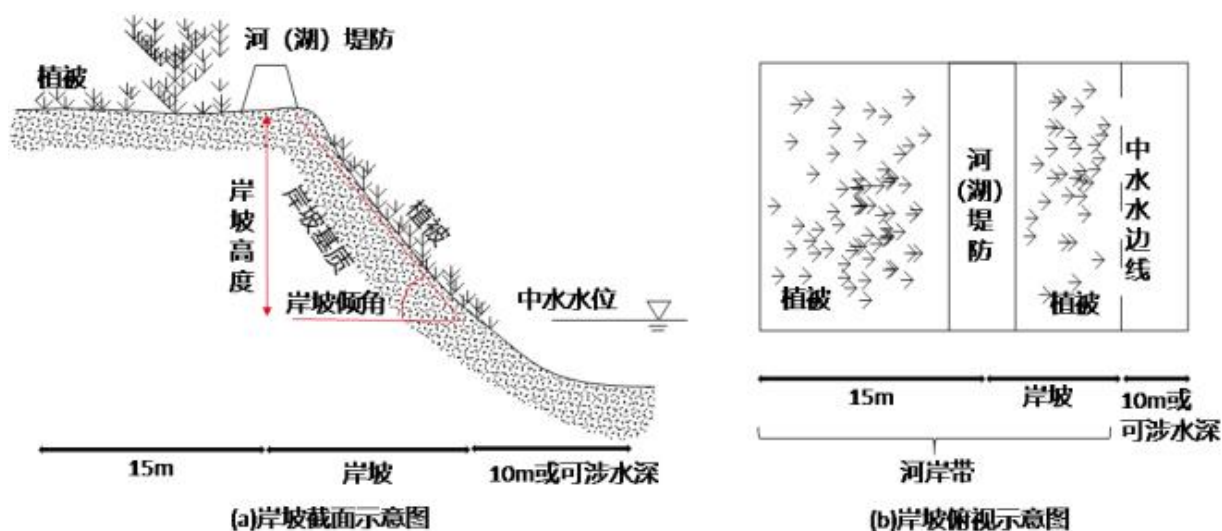 河（湖）堤防
植被
岸坡高度
岸坡基质
植被
岸坡倾角
中水水位
15m
岸坡
10m或可涉水深
(a)岸坡截面示意图
河（湖）堤防
中水水边线
植被
植被
15m
岸坡
10m或
可涉水深
河岸带
(b)岸坡俯视示意图